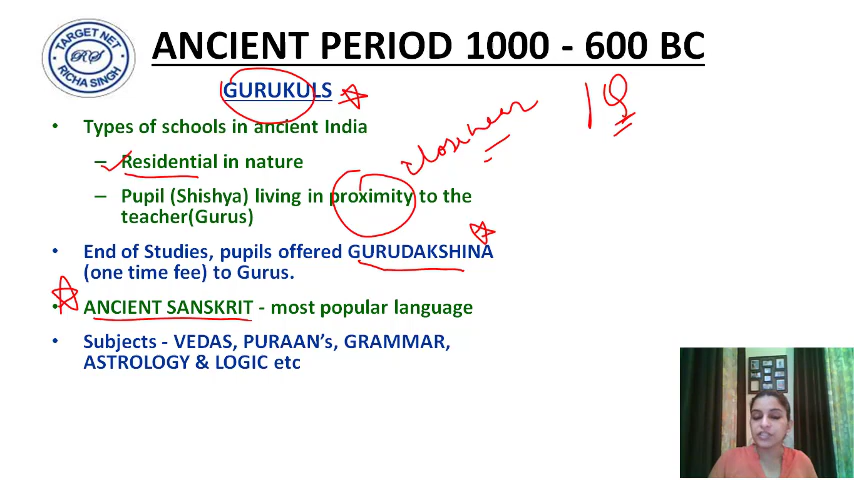 TARGET NET
RS
RICHA SINGH
ANCIENT PERIOD 1000 - 600 BC
GURUKULS
• Types of schools in ancient India
– Residential in nature
– Pupil (Shishya) living in proximity to the
teacher(Gurus)
• End of Studies, pupils offered GURUDAKSHINA
(one time fee) to Gurus.
• ANCIENT SANSKRIT - most popular language
• Subjects - VEDAS, PURAAN’s, GRAMMAR,
ASTROLOGY & LOGIC etc